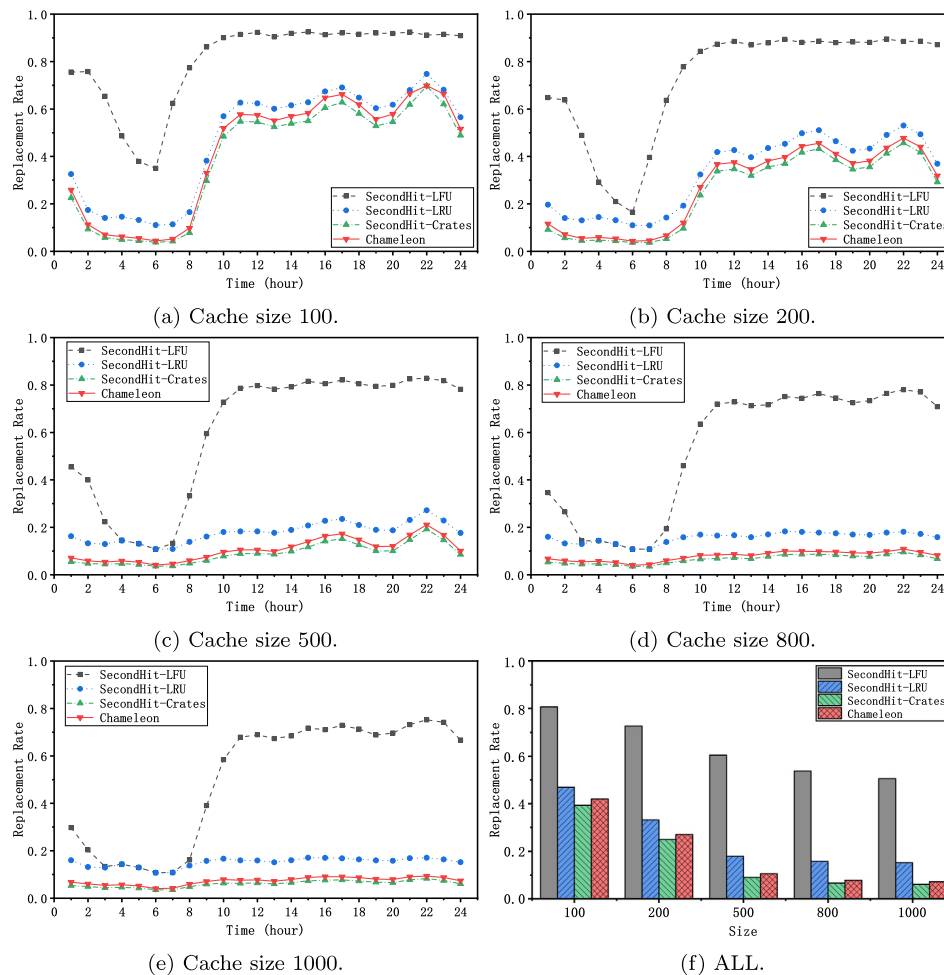 1.0
0.8
0.6
0.4
0.2
0.0
Replacement Rate
SecondHit-LFU
SecondHit-LRU
SecondHit-Crates
Chameleon
0 2 4 6 8 10 12 14 16 18 20 22 24
Time (hour)
(a) Cache size 100.
1.0
0.8
0.6
0.4
0.2
0.0
Replacement Rate
SecondHit-LFU
SecondHit-LRU
SecondHit-Crates
Chameleon
0 2 4 6 8 10 12 14 16 18 20 22 24
Time (hour)
(b) Cache size 200.
1.0
0.8
0.6
0.4
0.2
0.0
Replacement Rate
SecondHit-LFU
SecondHit-LRU
SecondHit-Crates
Chameleon
0 2 4 6 8 10 12 14 16 18 20 22 24
Time (hour)
(c) Cache size 500.
1.0
0.8
0.6
0.4
0.2
0.0
Replacement Rate
SecondHit-LFU
SecondHit-LRU
SecondHit-Crates
Chameleon
0 2 4 6 8 10 12 14 16 18 20 22 24
Time (hour)
(d) Cache size 800.
1.0
0.8
0.6
0.4
0.2
0.0
Replacement Rate
SecondHit-LFU
SecondHit-LRU
SecondHit-Crates
Chameleon
0 2 4 6 8 10 12 14 16 18 20 22 24
Time (hour)
(e) Cache size 1000.
1.0
0.8
0.6
0.4
0.2
0.0
Replacement Rate
SecondHit-LFU
SecondHit-LRU
SecondHit-Crates
Chameleon
100 200 500 800 1000
Size
(f) ALL.